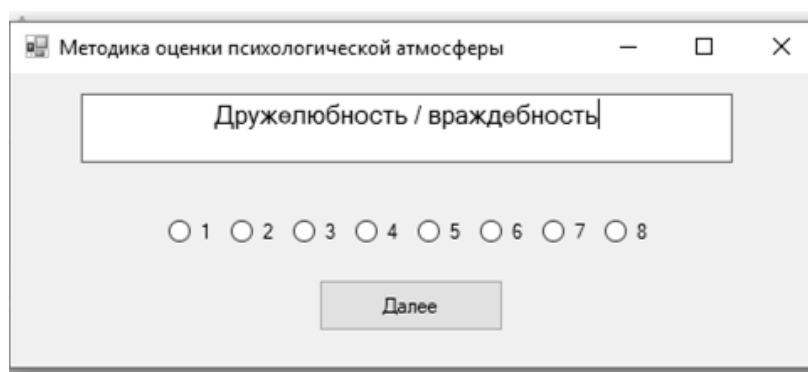 Методика оценки психологической атмосферы
Дружелюбность / враждебность
1 2 3 4 5 6 7 8
Далее